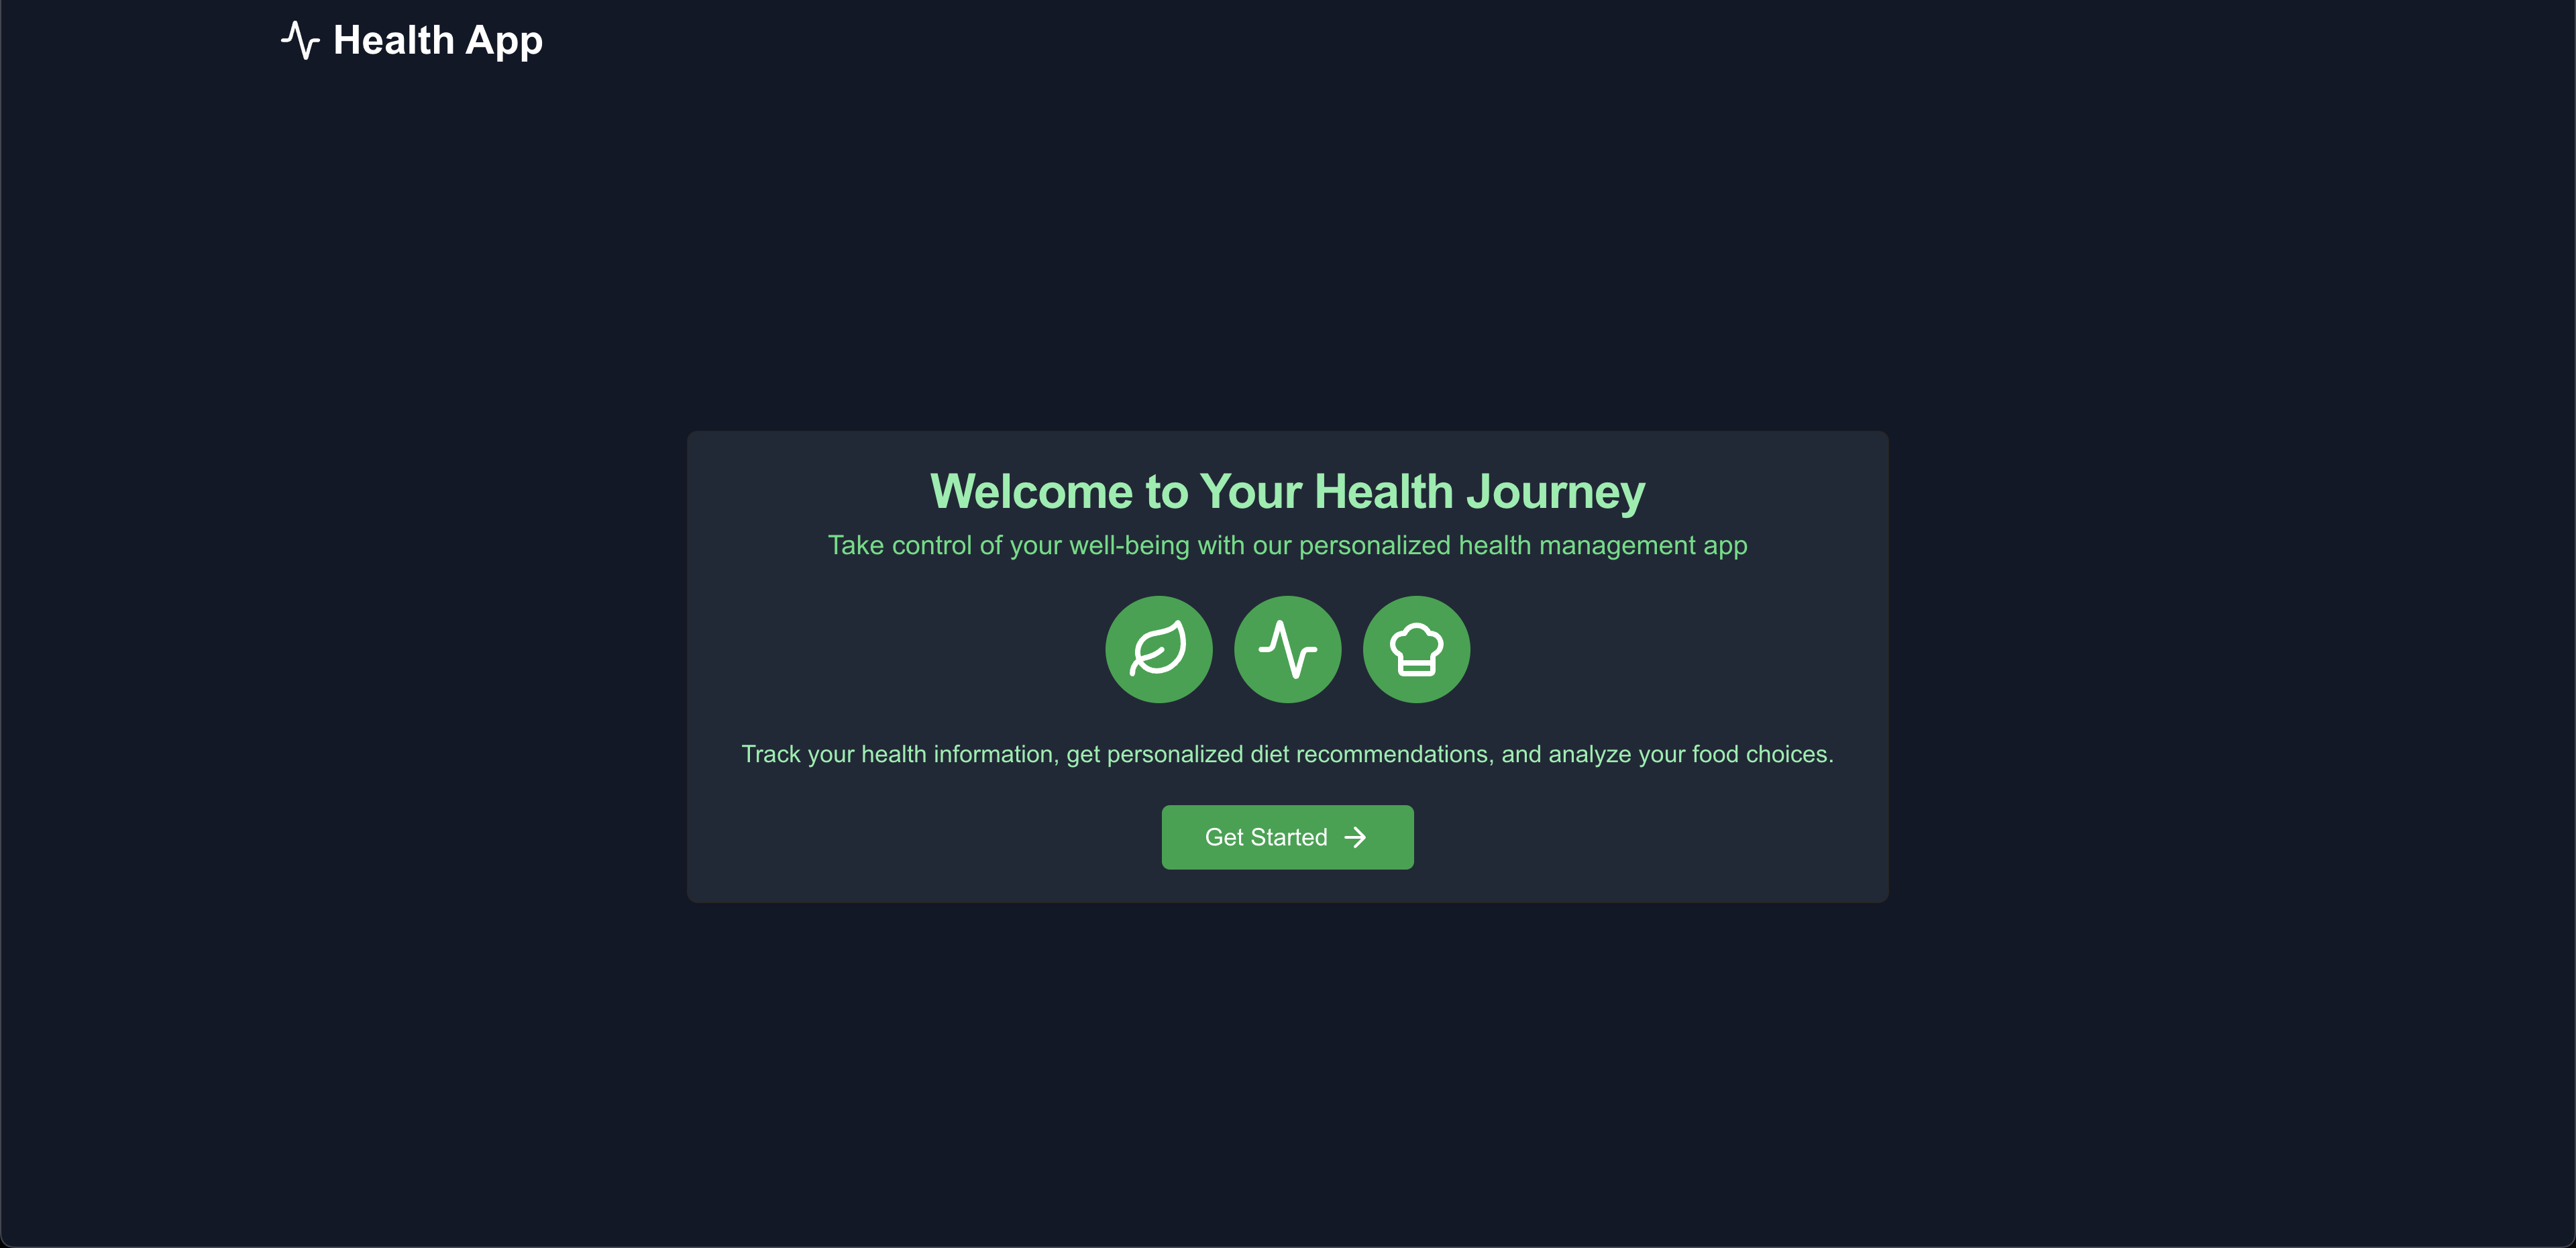 Health App
Welcome to Your Health Journey
Take control of your well-being with our personalized health management app
Track your health information, get personalized diet recommendations, and analyze your food choices.
Get Started